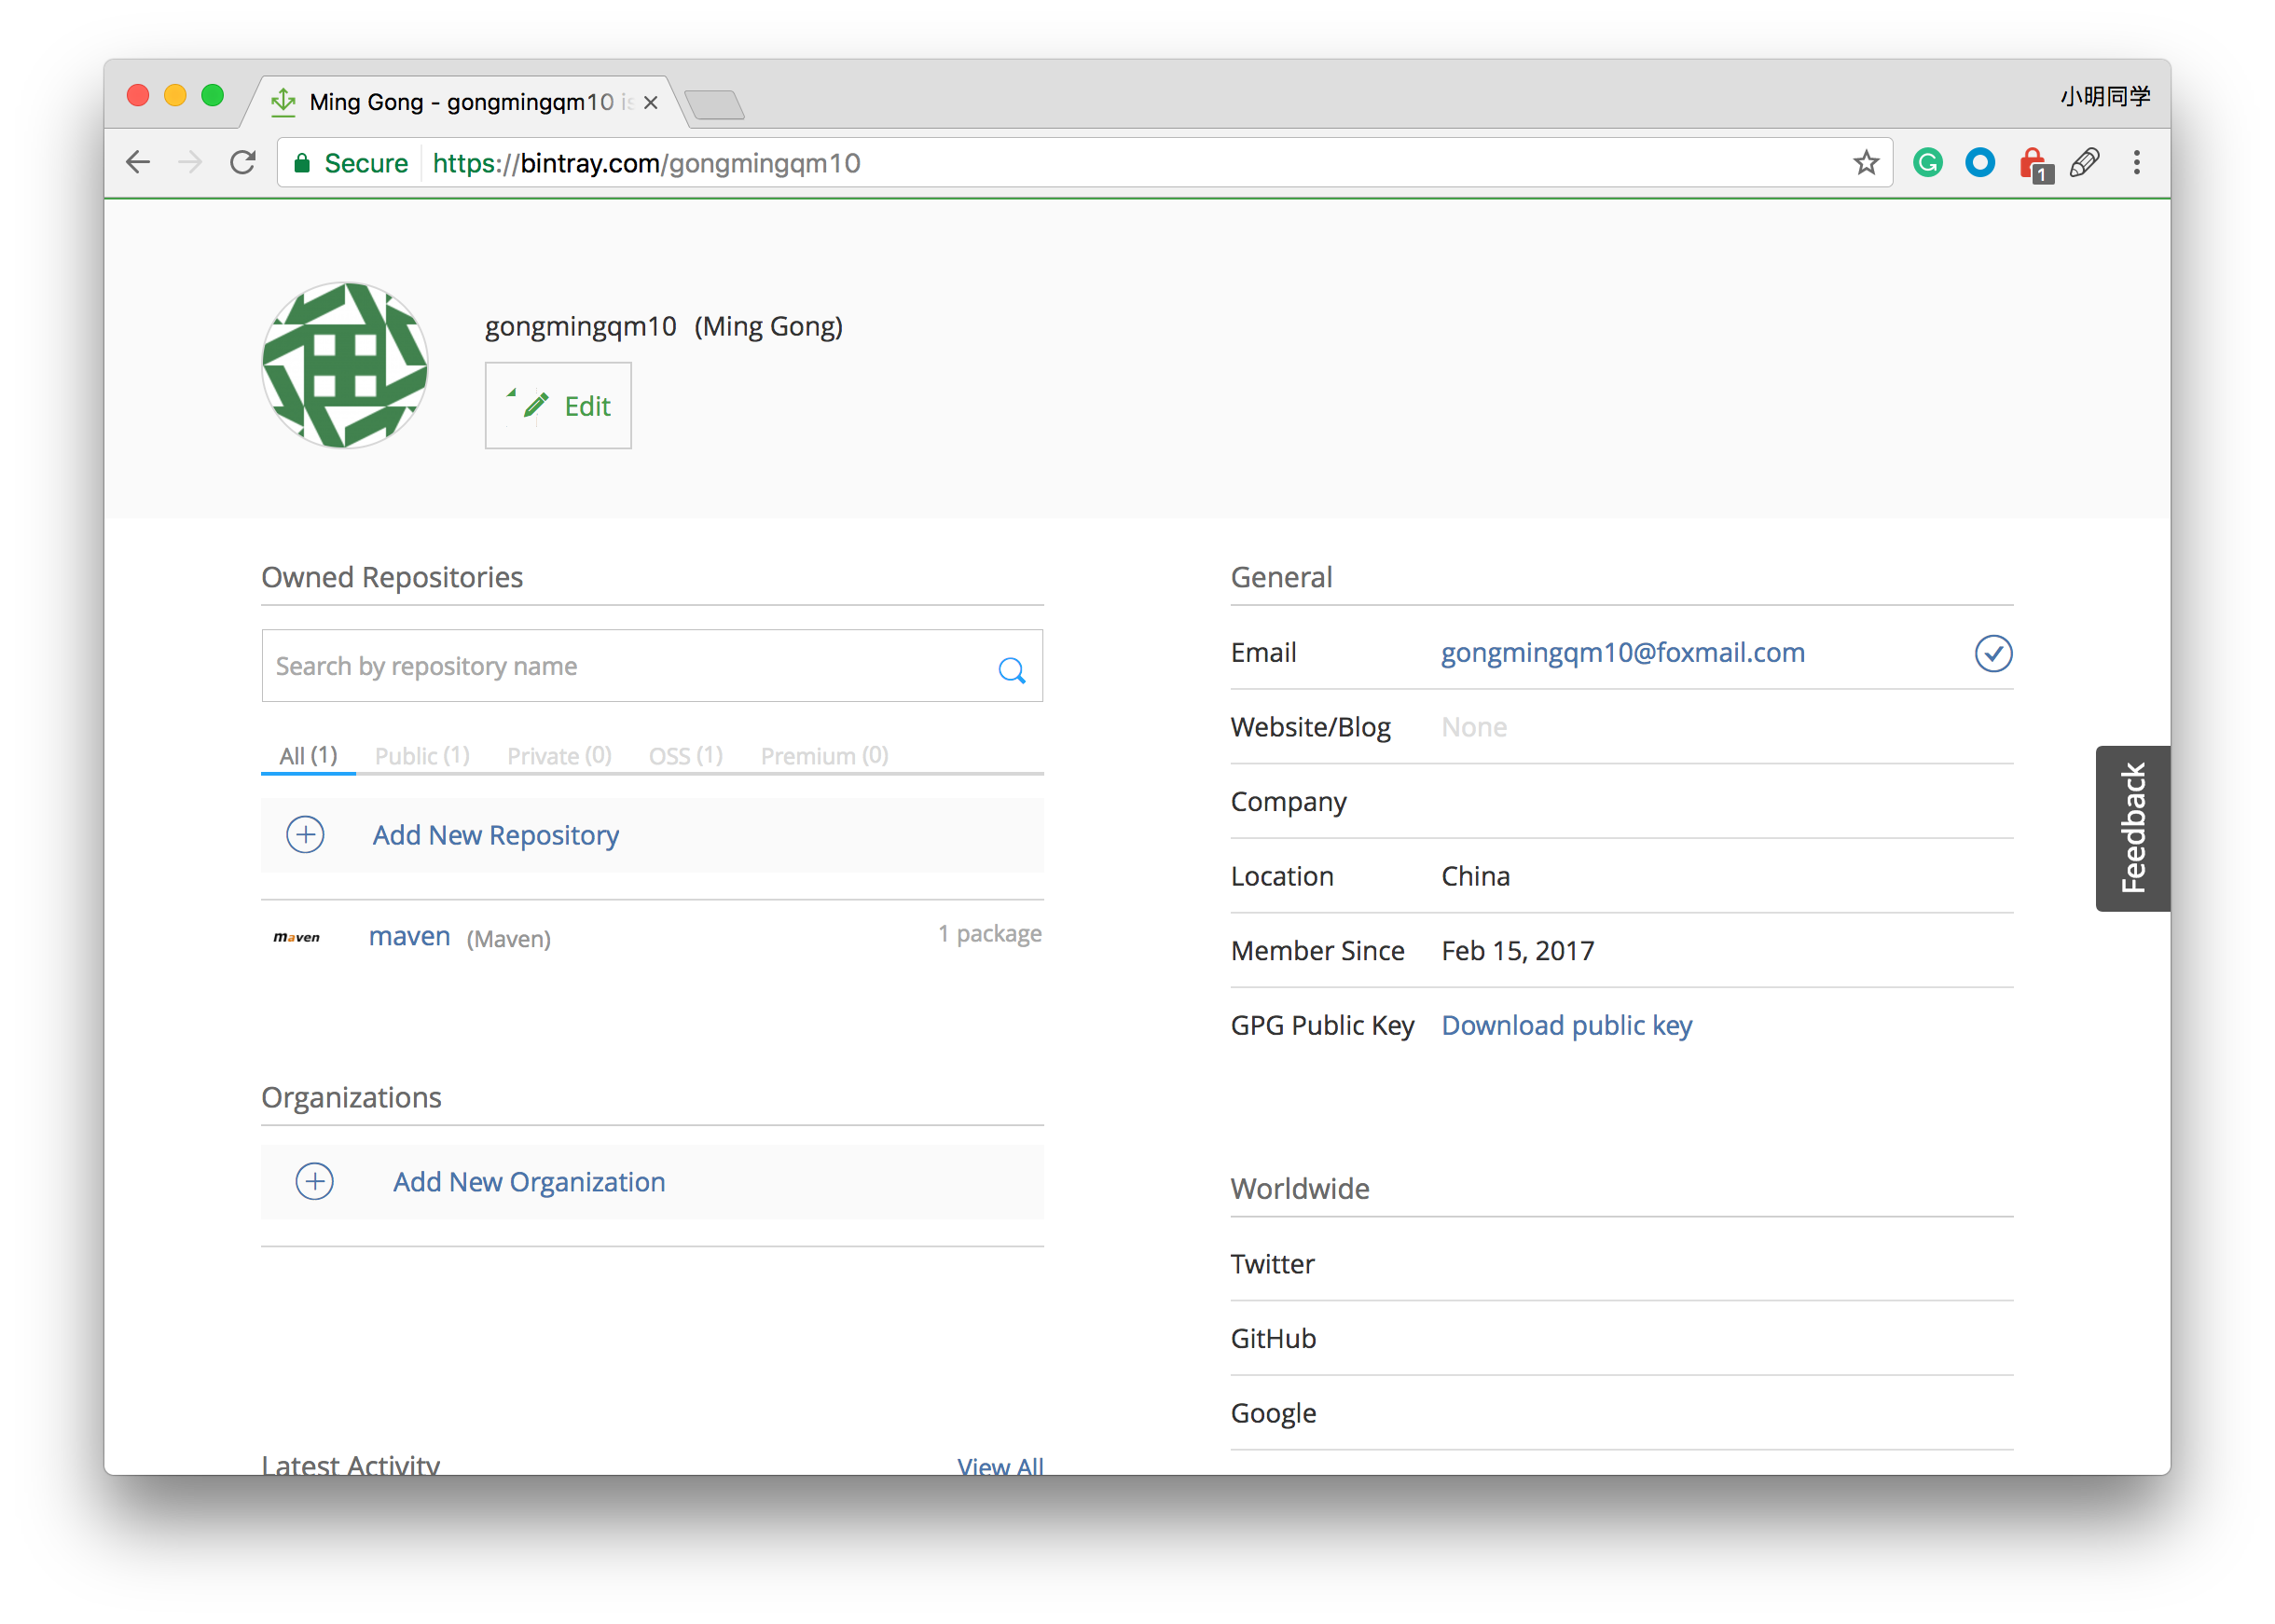 Ming Gong - gongmingqm10 is
小明同学
Secure
https://bintray.com/gongmingqm10
1
gongmingqm10 (Ming Gong)
Edit
Owned Repositories
Search by repository name
All (1) Public (1) Private (0) OSS (1) Premium (0)
Add New Repository
maven maven (Maven) 1 package
Organizations
Add New Organization
Latest Activity View All
General
Email gongmingqm10@foxmail.com
Website/Blog None
Company
Location China
Member Since Feb 15, 2017
GPG Public Key Download public key
Worldwide
Twitter
GitHub
Google
Feedback